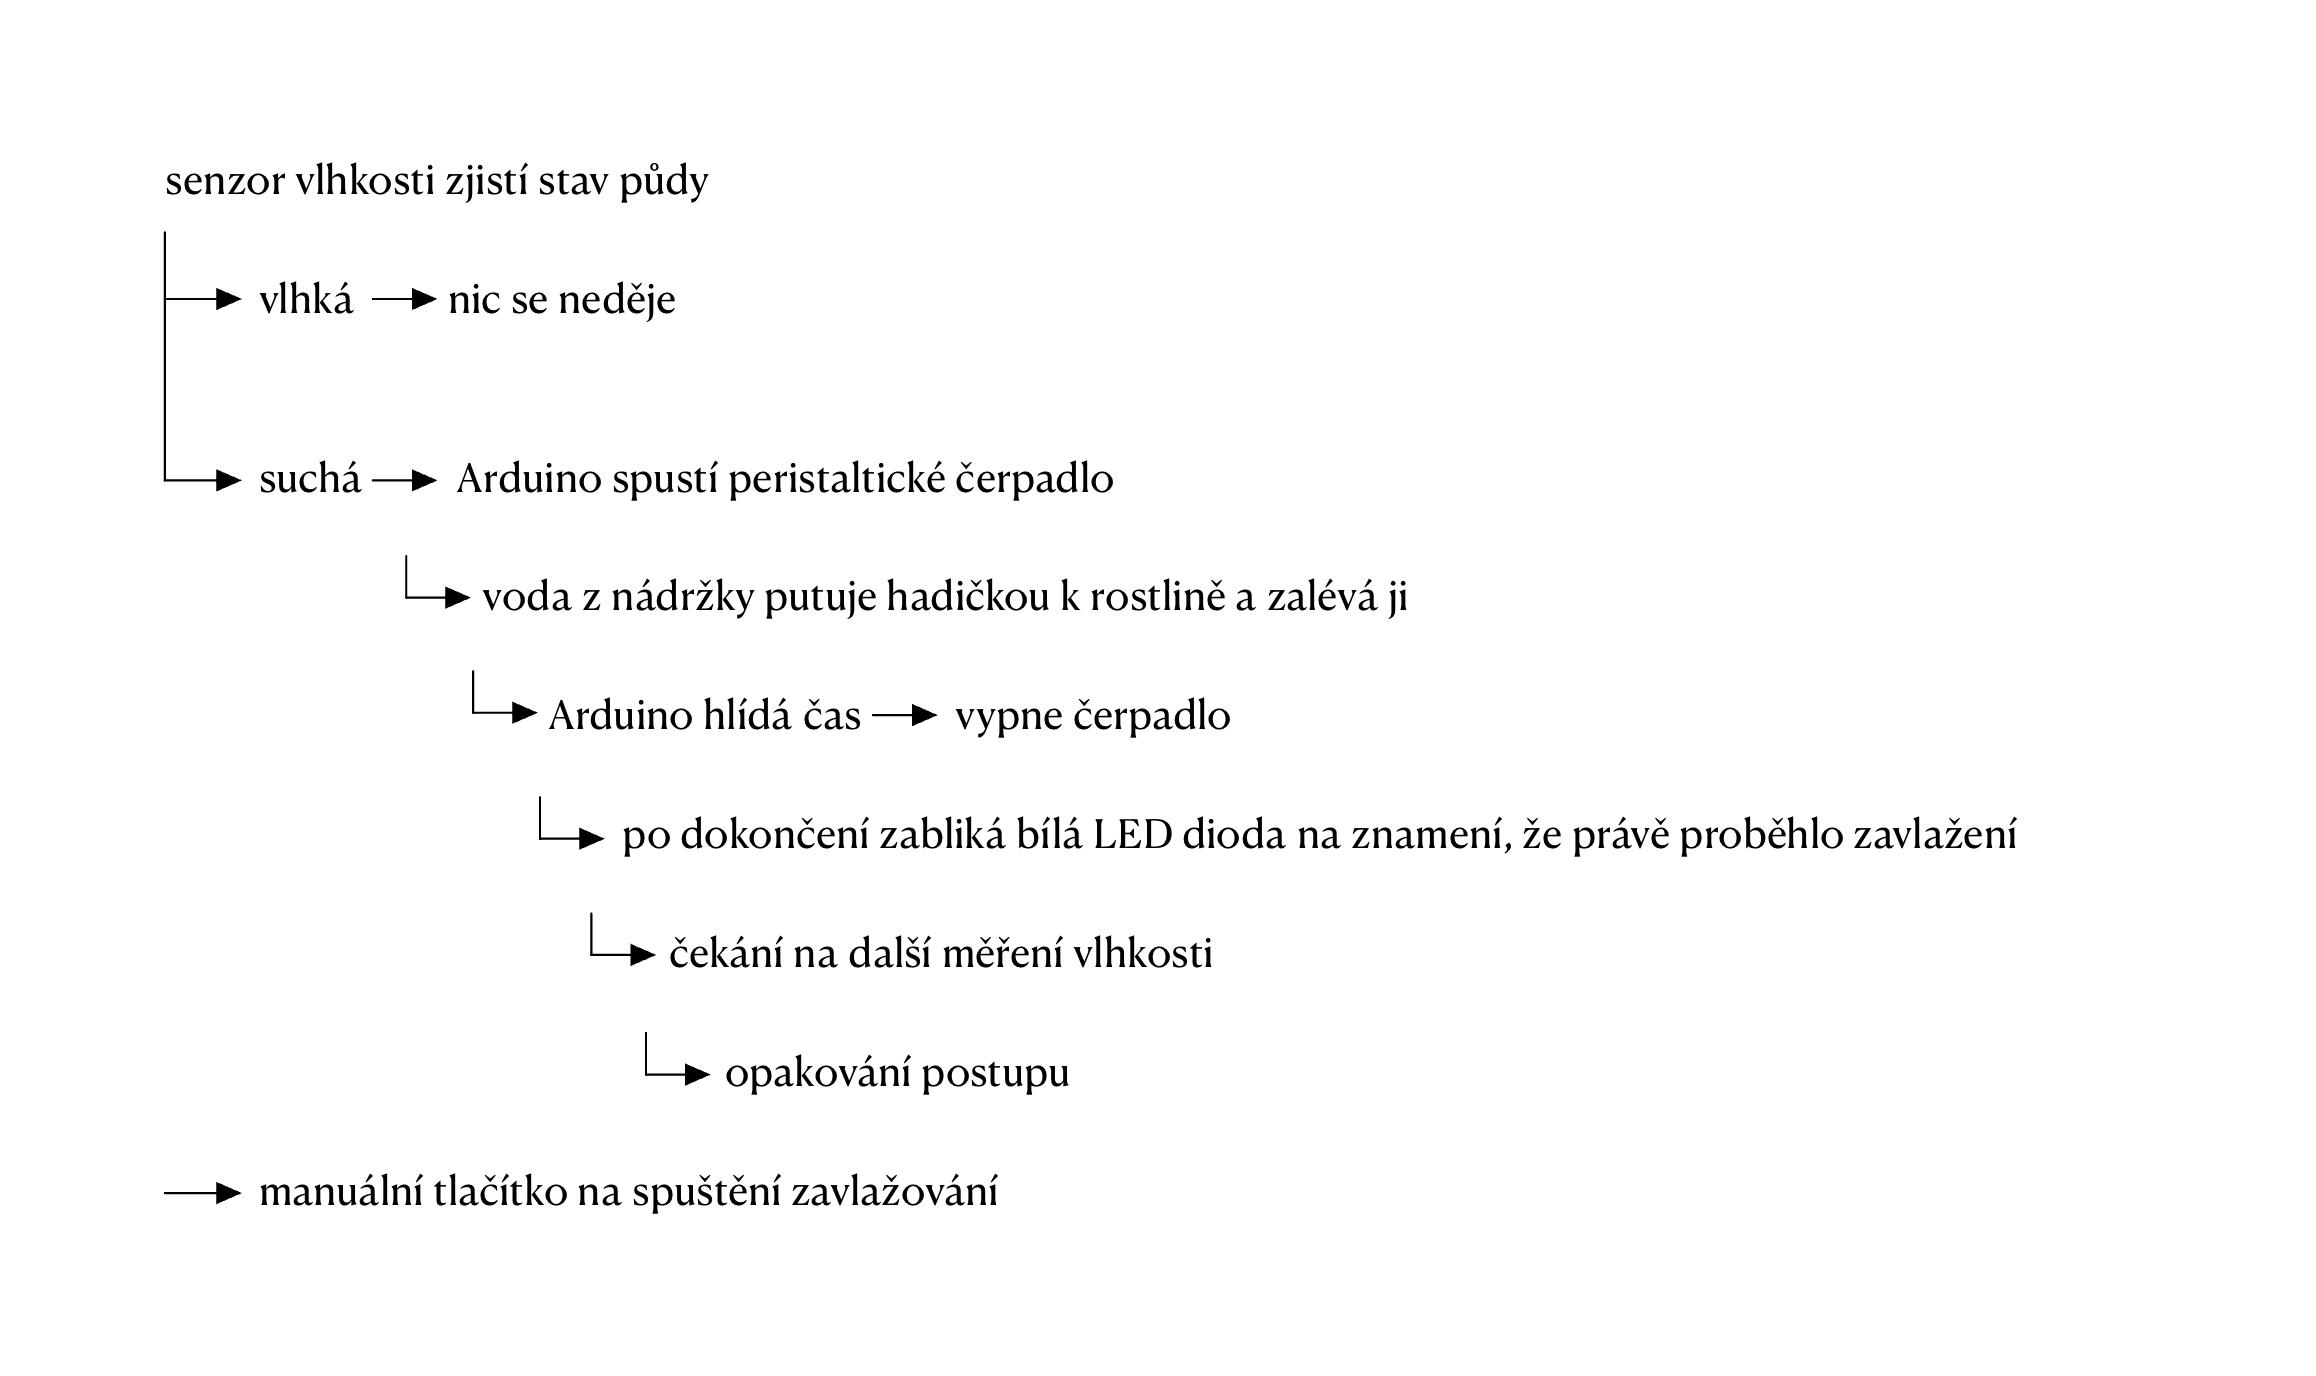 senzor vlhkosti zjistí stav půdy
vlhká nic se neděje
suchá Arduino spustí peristaltické čerpadlo
voda z nádržky putuje hadičkou k rostlině a zalévá ji
Arduino hlídá čas vypne čerpadlo
po dokončení zabliká bílá LED dioda na znamení, že právě proběhlo zavlažení
čekání na další měření vlhkosti
opakování postupu
manuální tlačítko na spuštění zavlažování